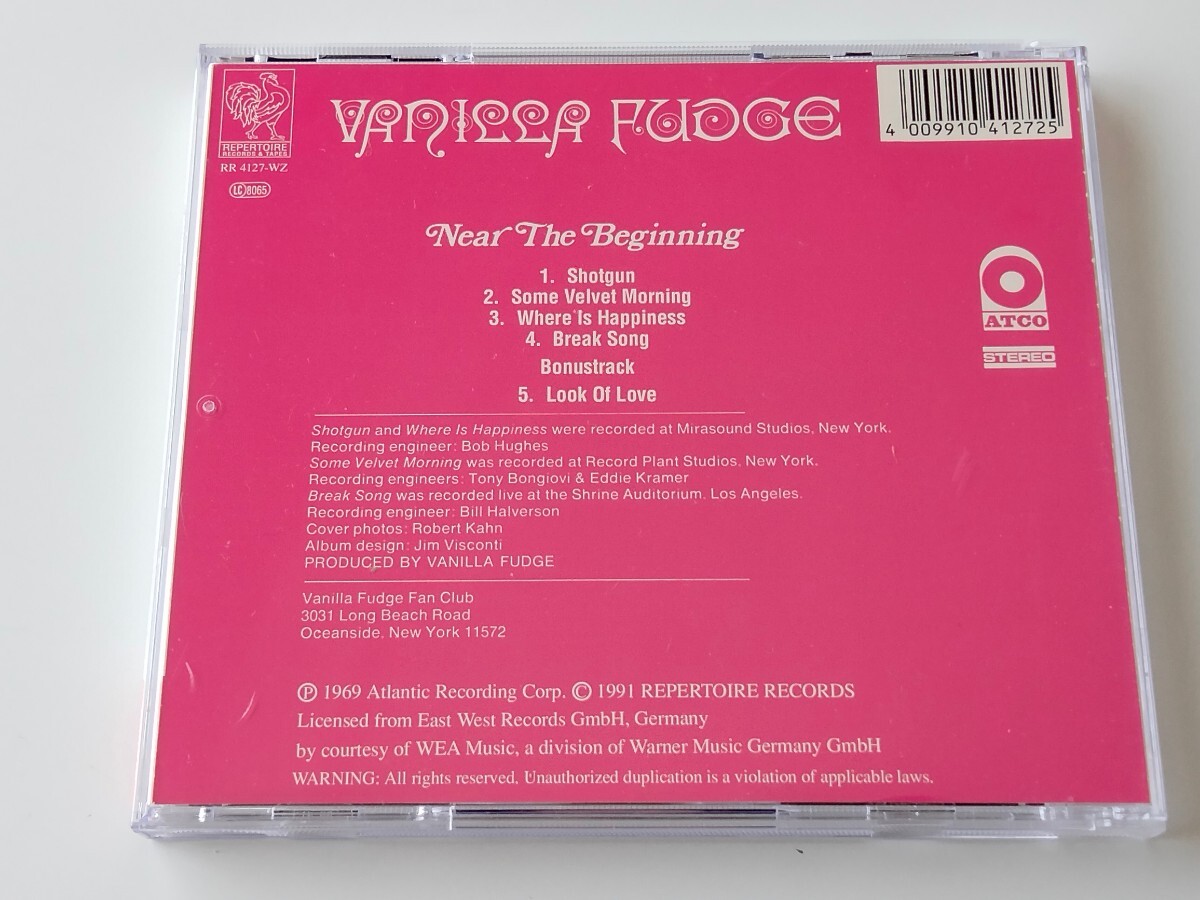 REPERTOIRE
RECORDS & TAPES
RR 4127-WZ
LC 8065
VANILLA FUDGE
4 009910 412725
Near The Beginning
1. Shotgun
2. Some Velvet Morning
3. Where Is Happiness
4. Break Song
Bonustrack
5. Look Of Love
ATCO
STEREO
Shotgun and Where Is Happiness were recorded at Mirasound Studios, New York.
Recording engineer: Bob Hughes
Some Velvet Morning was recorded at Record Plant Studios, New York.
Recording engineers: Tony Bongiovi & Eddie Kramer
Break Song was recorded live at the Shrine Auditorium, Los Angeles.
Recording engineer: Bill Halverson
Cover photos: Robert Kahn
Album design: Jim Visconti
PRODUCED BY VANILLA FUDGE
Vanilla Fudge Fan Club
3031 Long Beach Road
Oceanside, New York 11572
℗ 1969 Atlantic Recording Corp. © 1991 REPERTOIRE RECORDS
Licensed from East West Records GmbH, Germany
by courtesy of WEA Music, a division of Warner Music Germany GmbH
WARNING: All rights reserved. Unauthorized duplication is a violation of applicable laws.